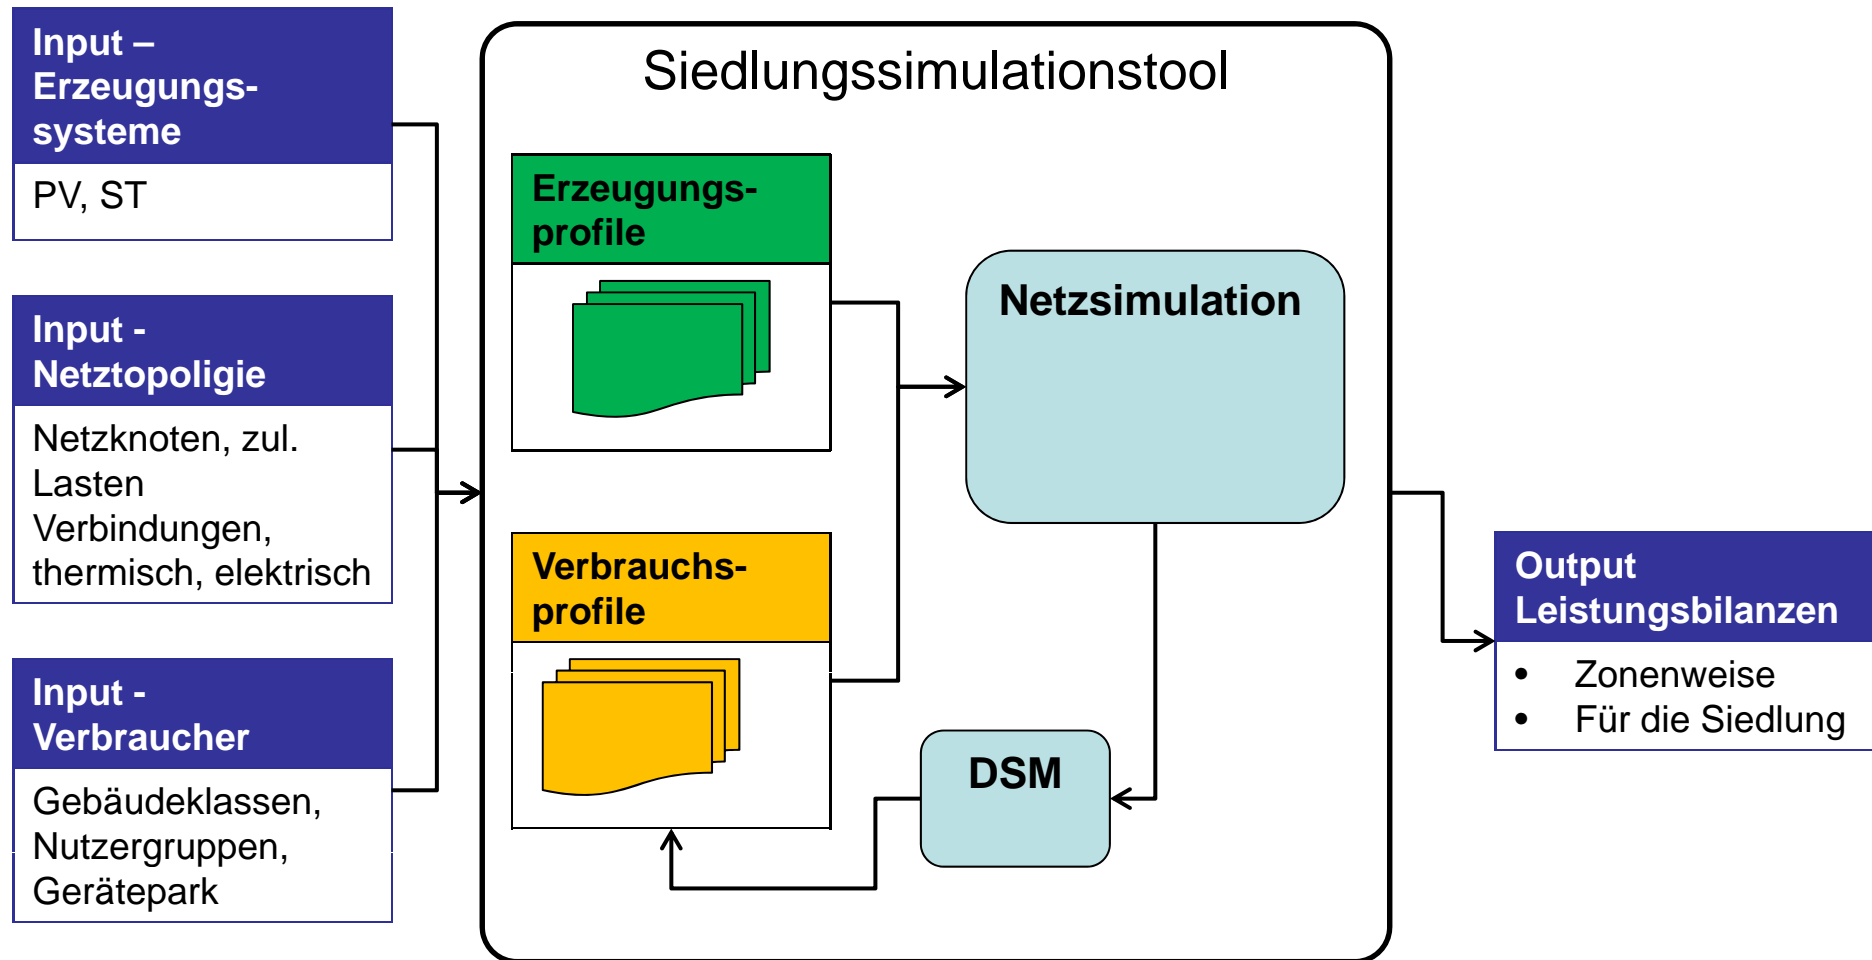 Input –
Erzeugungs-
systeme
PV, ST
Input -
Netztopoligie
Netzknoten, zul.
Lasten
Verbindungen,
thermisch, elektrisch
Input -
Verbraucher
Gebäudeklassen,
Nutzergruppen,
Gerätepark
Siedlungssimulationstool
Erzeugungs-
profile
Verbrauchs-
profile
Netzsimulation
DSM
Output
Leistungsbilanzen
• Zonenweise
• Für die Siedlung